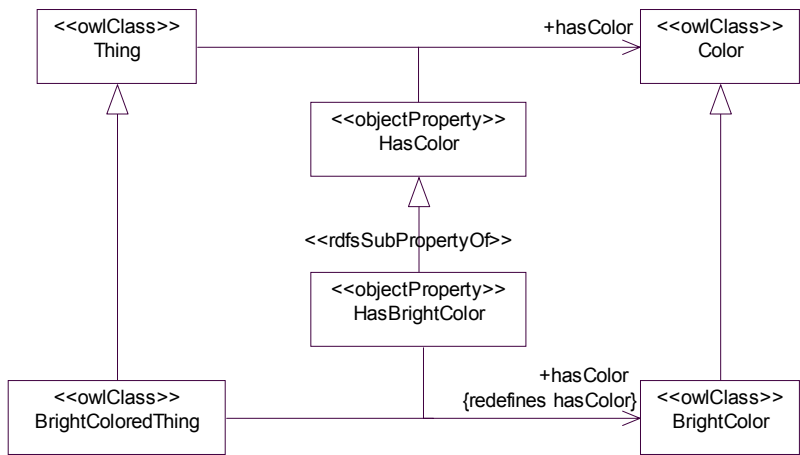 <<owlClass>>
Thing
+hasColor
<<owlClass>>
Color
<<objectProperty>>
HasColor
<<rdfsSubPropertyOf>>
<<objectProperty>>
HasBrightColor
<<owlClass>>
BrightColoredThing
+hasColor
{redefines hasColor}
<<owlClass>>
BrightColor